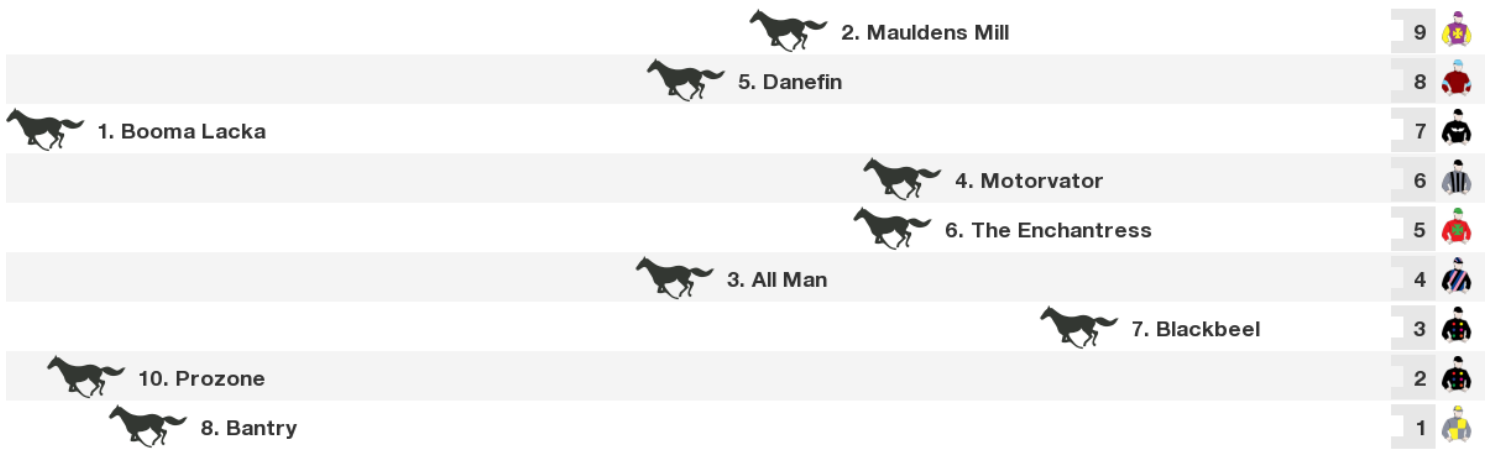 2. Mauldens Mill 9
5. Danefin 8
1. Booma Lacka 7
4. Motorvator 6
6. The Enchantress 5
3. All Man 4
7. Blackbeel 3
10. Prozone 2
8. Bantry 1